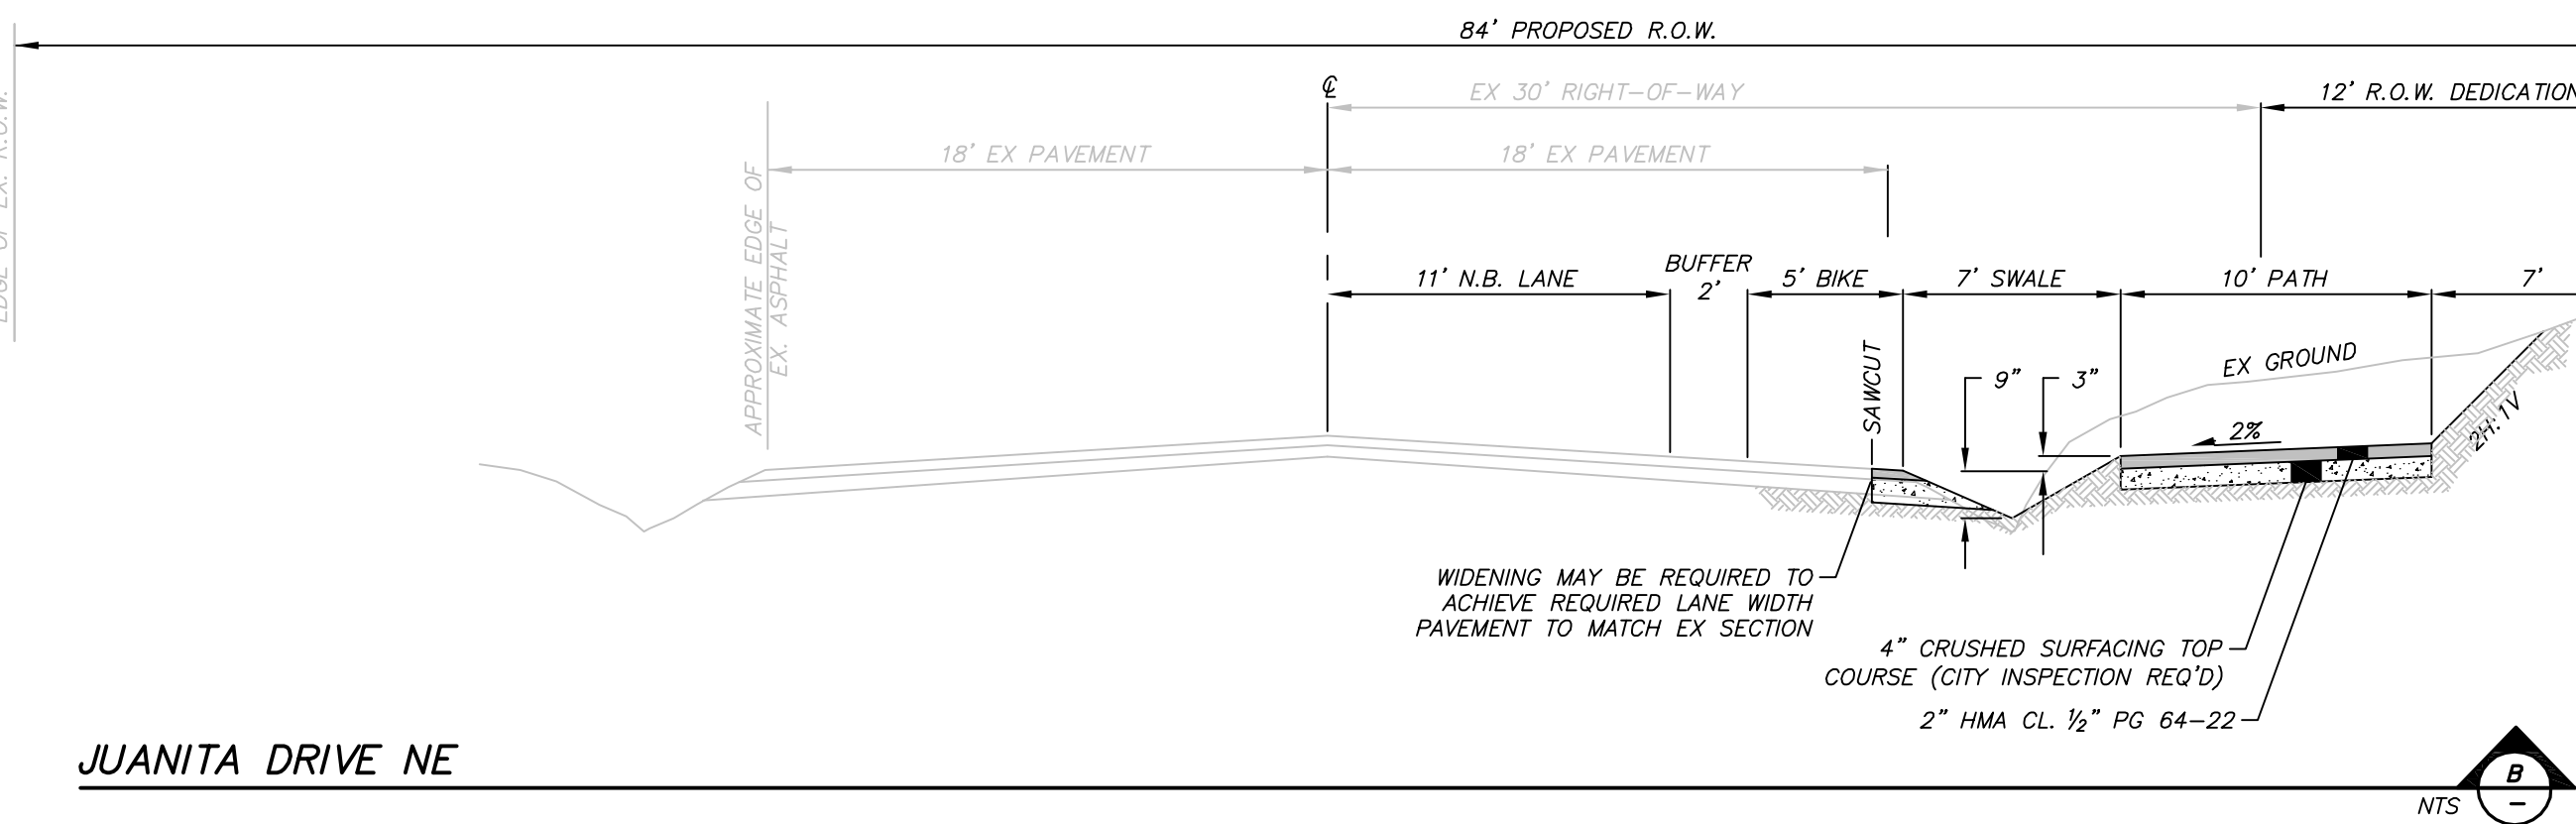 84' PROPOSED R.O.W.
℄
EX 30' RIGHT-OF-WAY
12' R.O.W. DEDICATION
EDGE OF EX. R.O.W.
18' EX PAVEMENT
18' EX PAVEMENT
APPROXIMATE EDGE OF
EX. ASPHALT
11' N.B. LANE
BUFFER
2'
5' BIKE
7' SWALE
10' PATH
7'
SAWCUT
9"
3"
EX GROUND
2%
2H:1V
WIDENING MAY BE REQUIRED TO
ACHIEVE REQUIRED LANE WIDTH
PAVEMENT TO MATCH EX SECTION
4" CRUSHED SURFACING TOP
COURSE (CITY INSPECTION REQ'D)
2" HMA CL. ½" PG 64-22
JUANITA DRIVE NE
NTS
B
–